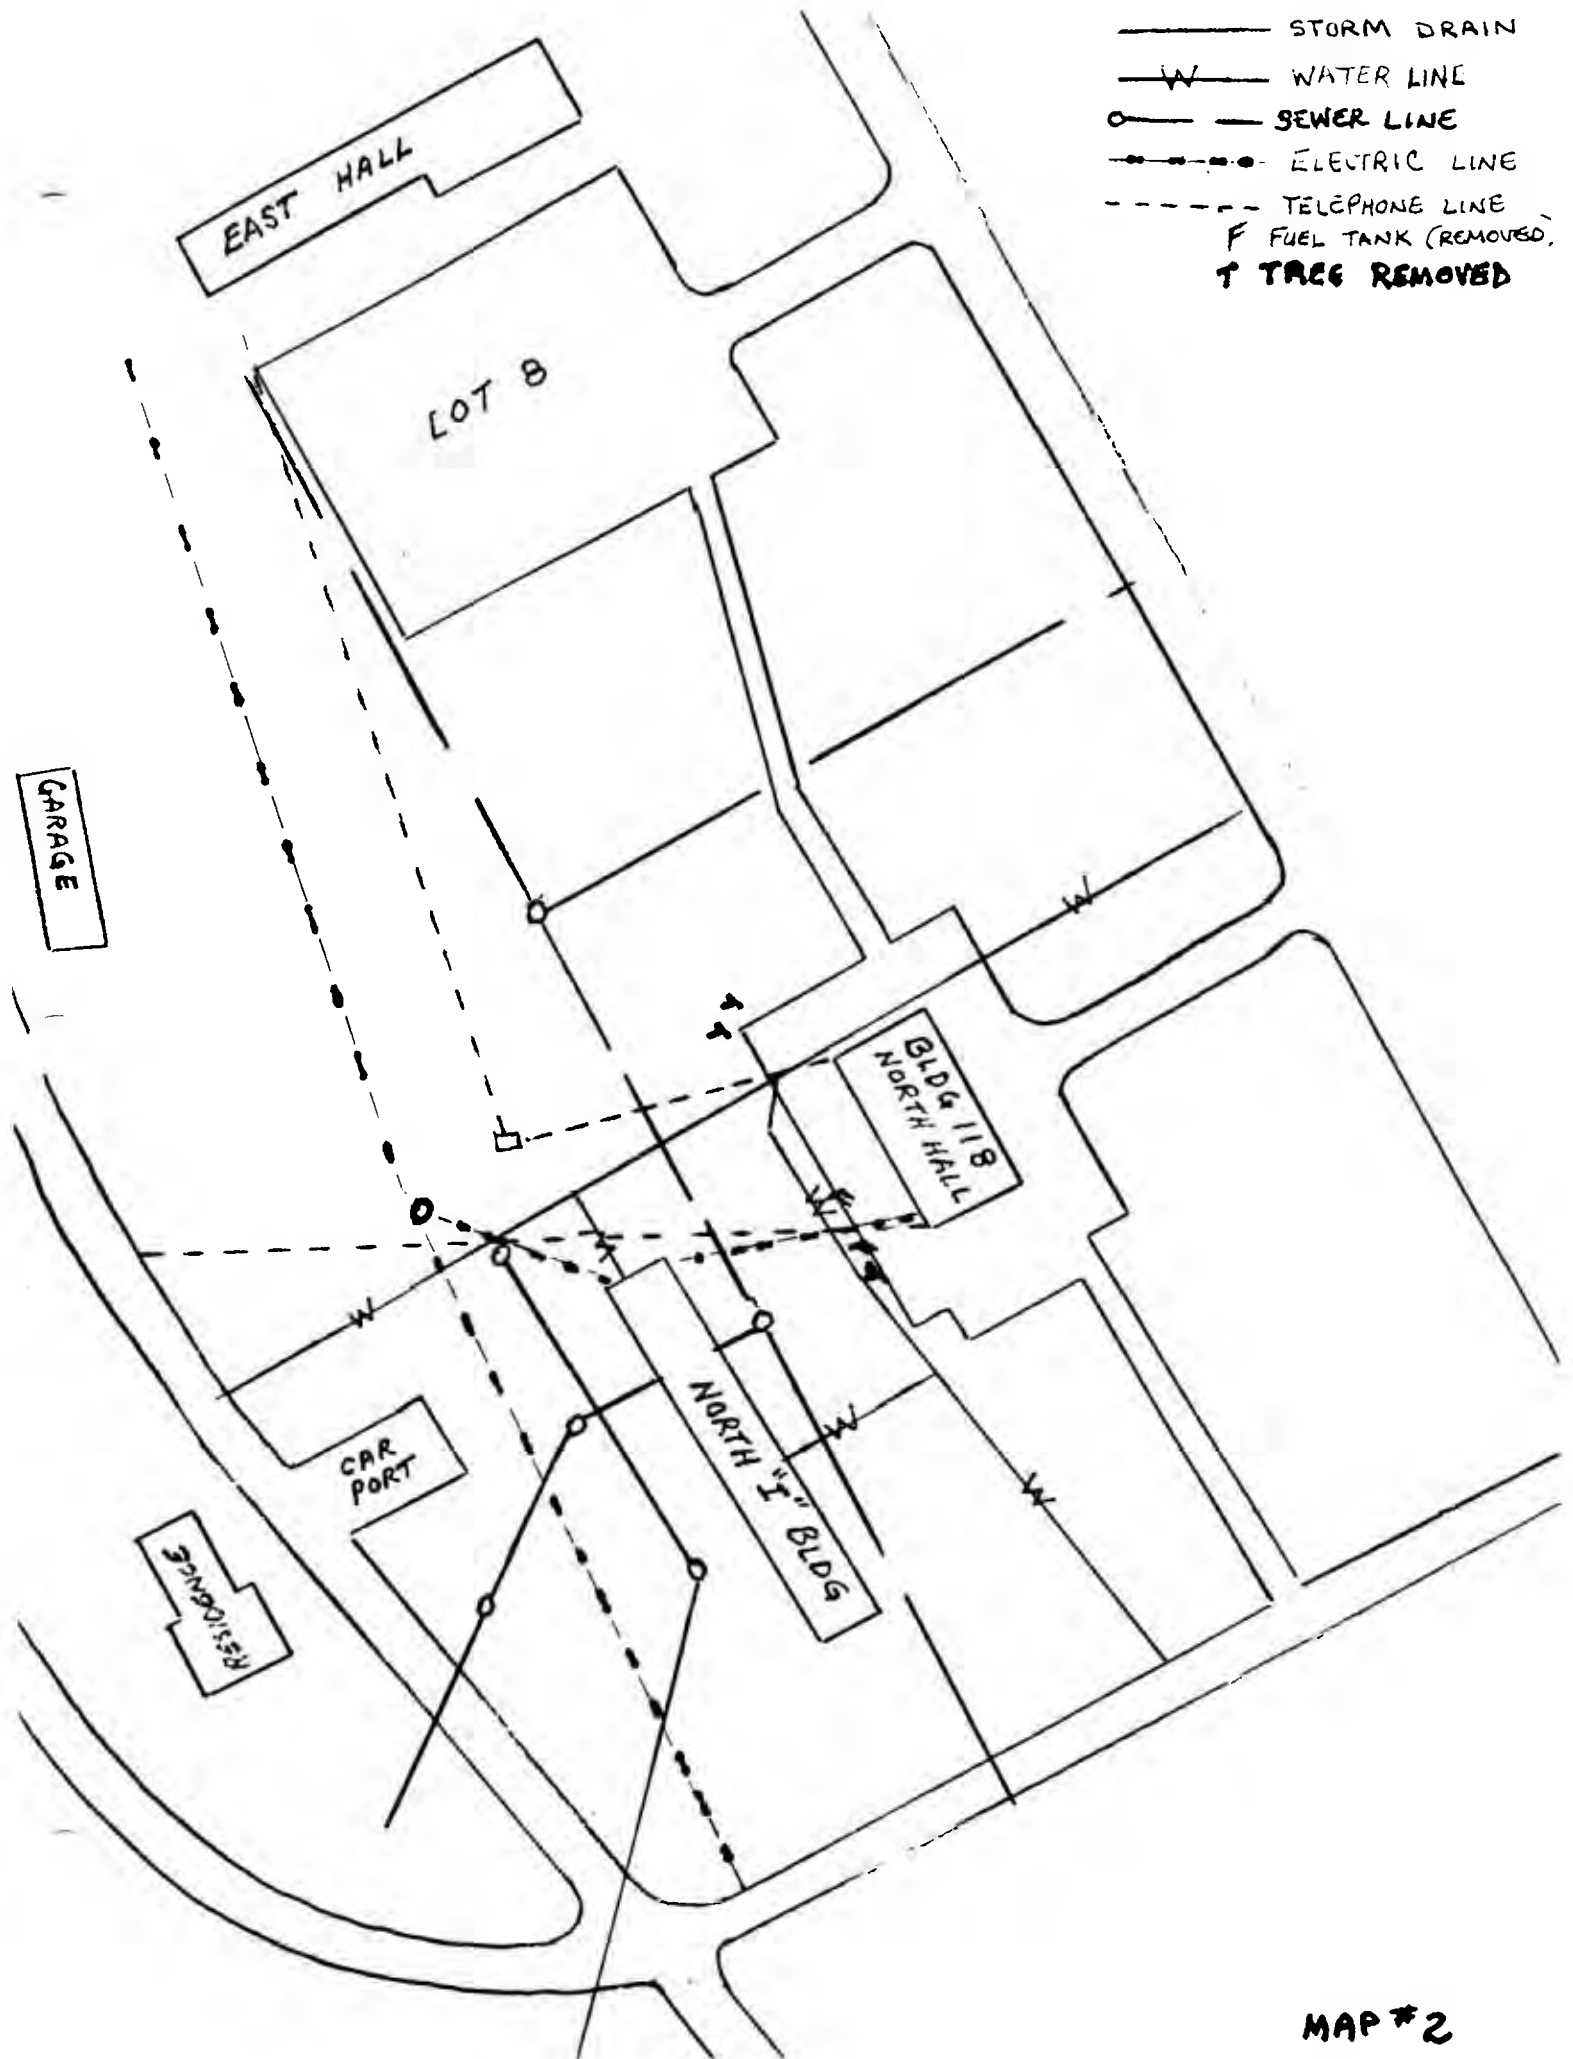 STORM DRAIN
W WATER LINE
SEWER LINE
ELECTRIC LINE
TELEPHONE LINE
F FUEL TANK (REMOVED)
T TREE REMOVED
EAST HALL
LOT 8
GARAGE
W
T
T
BLDG 118
NORTH HALL
W
F
W
W
NORTH "I" BLDG
W
W
CAR
PORT
RESIDENCE
MAP #2